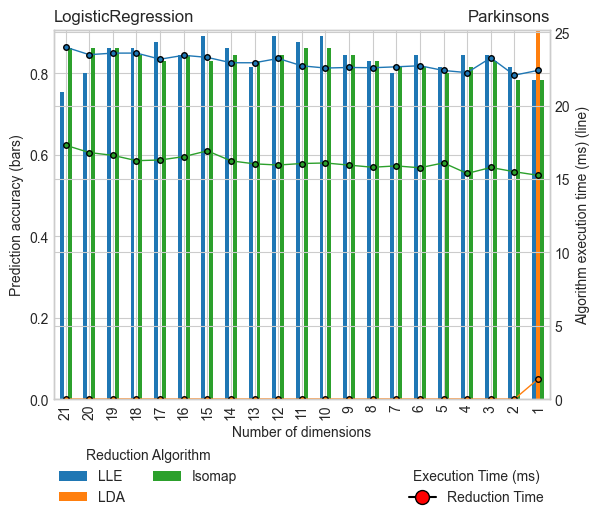 LogisticRegression Parkinsons
Prediction accuracy (bars)
0.8
0.6
0.4
0.2
0.0
25
20
15
10
5
0
Algorithm execution time (ms) (line)
21 20 19 18 17 16 15 14 13 12 11 10 9 8 7 6 5 4 3 2 1
Number of dimensions
Reduction Algorithm
LLE
LDA
Isomap
Execution Time (ms)
Reduction Time